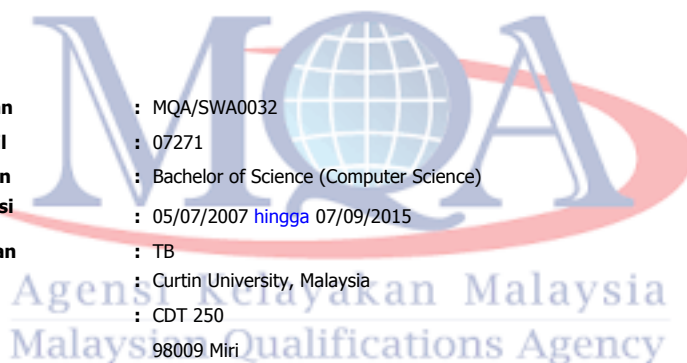 MQA
an : MQA/SWA0032
l : 07271
n : Bachelor of Science (Computer Science)
si : 05/07/2007 hingga 07/09/2015
an : TB
: Curtin University, Malaysia
: CDT 250
98009 Miri
Agensi Kelayakan Malaysia
Malaysian Qualifications Agency